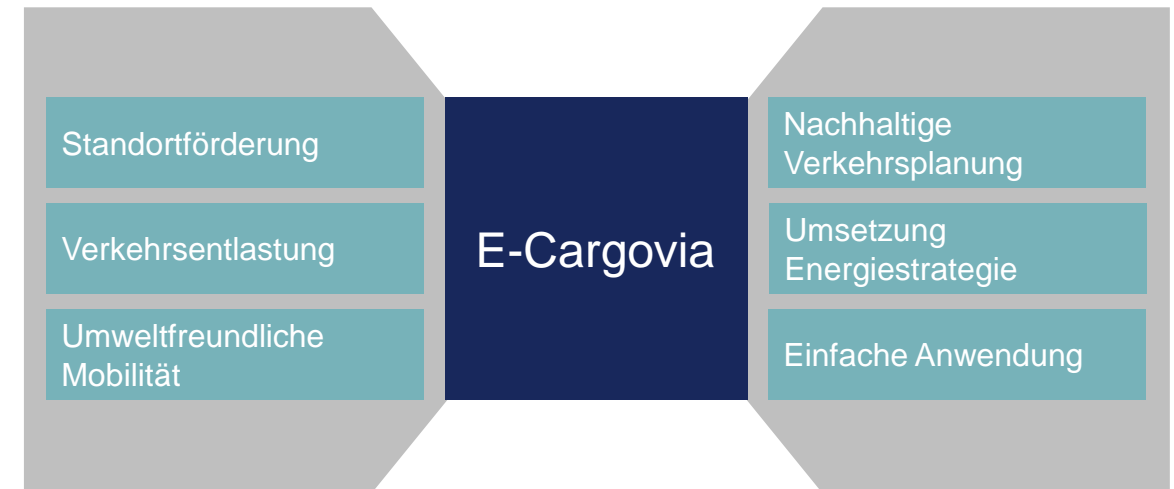 Standortförderung
Verkehrsentlastung
Umweltfreundliche
Mobilität
E-Cargovia
Nachhaltige
Verkehrsplanung
Umsetzung
Energiestrategie
Einfache Anwendung